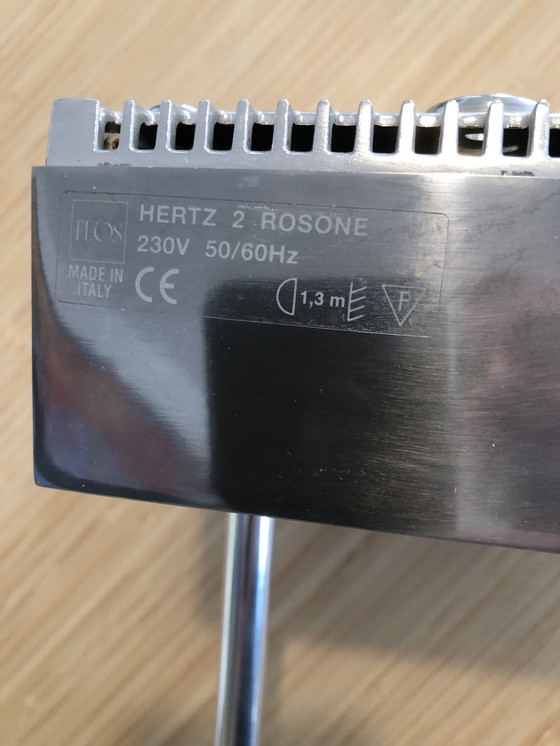 FLOS
HERTZ 2 ROSONE
230V 50/60Hz
MADE IN
ITALY
CE
1,3 m
F